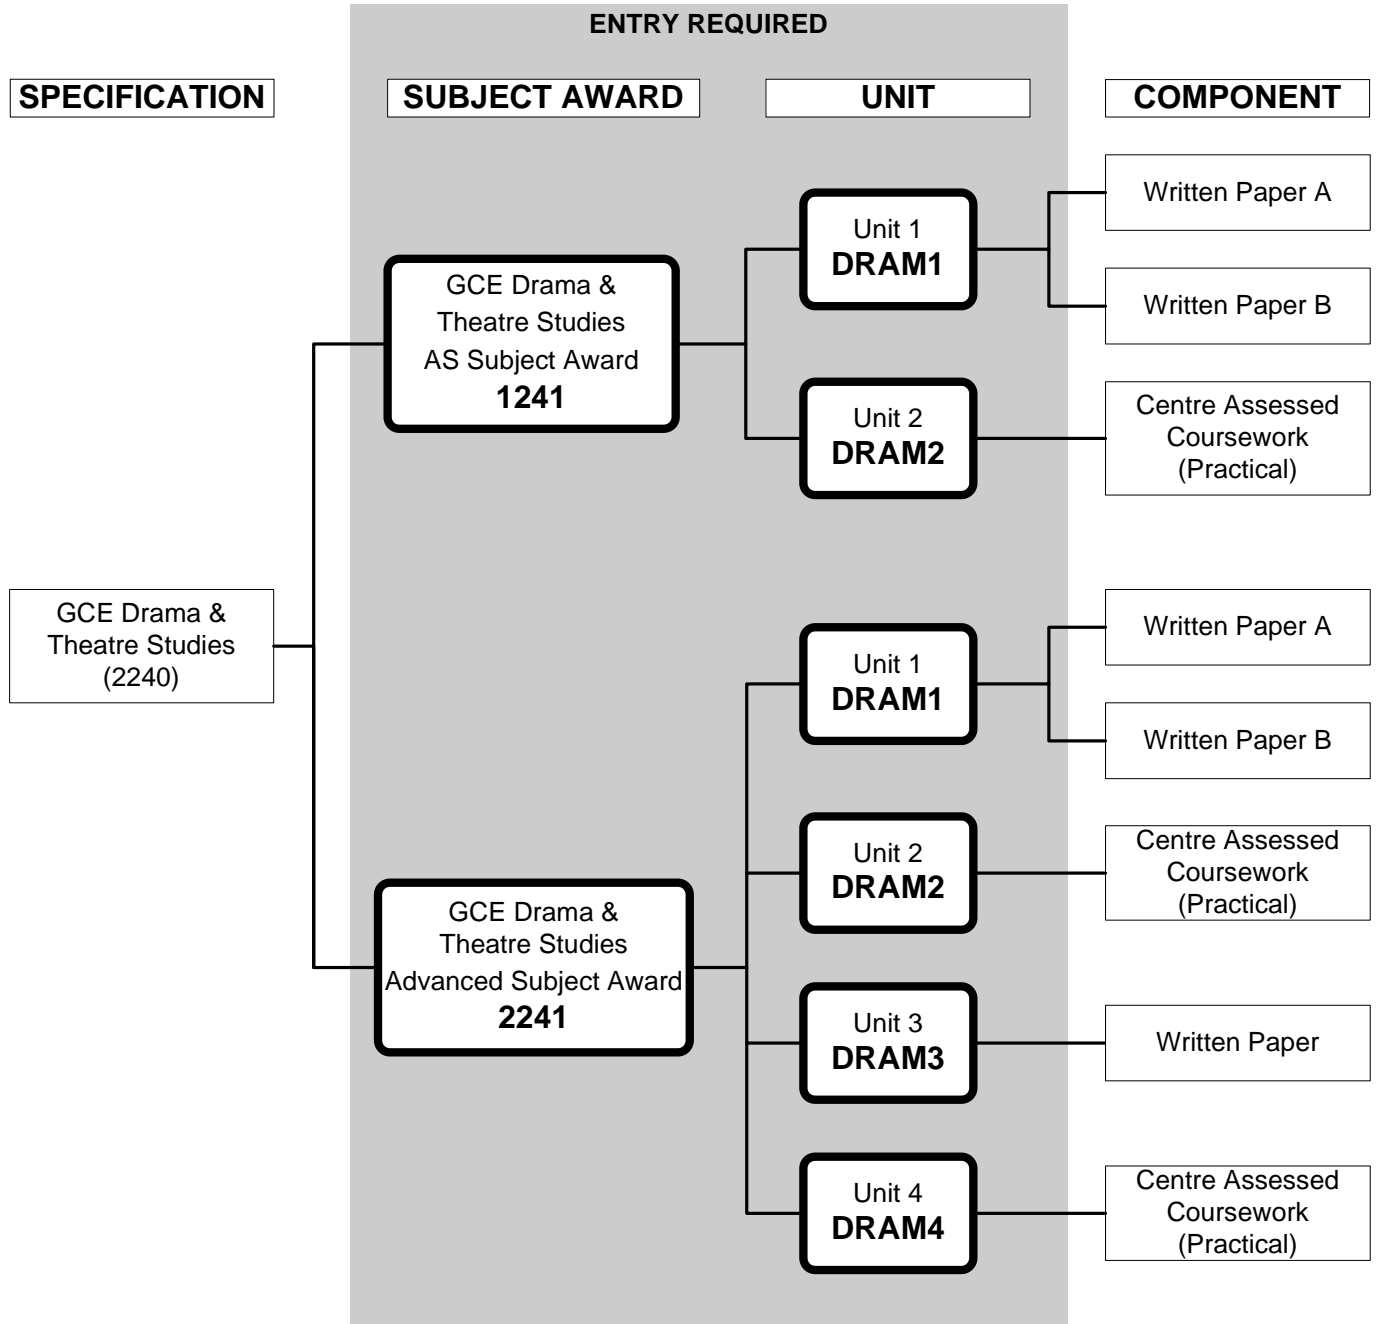 ENTRY REQUIRED
SPECIFICATION
SUBJECT AWARD
UNIT
COMPONENT
GCE Drama &
Theatre Studies
(2240)
GCE Drama &
Theatre Studies
AS Subject Award
1241
Unit 1
DRAM1
Written Paper A
Written Paper B
Unit 2
DRAM2
Centre Assessed
Coursework
(Practical)
GCE Drama &
Theatre Studies
Advanced Subject Award
2241
Unit 1
DRAM1
Written Paper A
Written Paper B
Unit 2
DRAM2
Centre Assessed
Coursework
(Practical)
Unit 3
DRAM3
Written Paper
Unit 4
DRAM4
Centre Assessed
Coursework
(Practical)